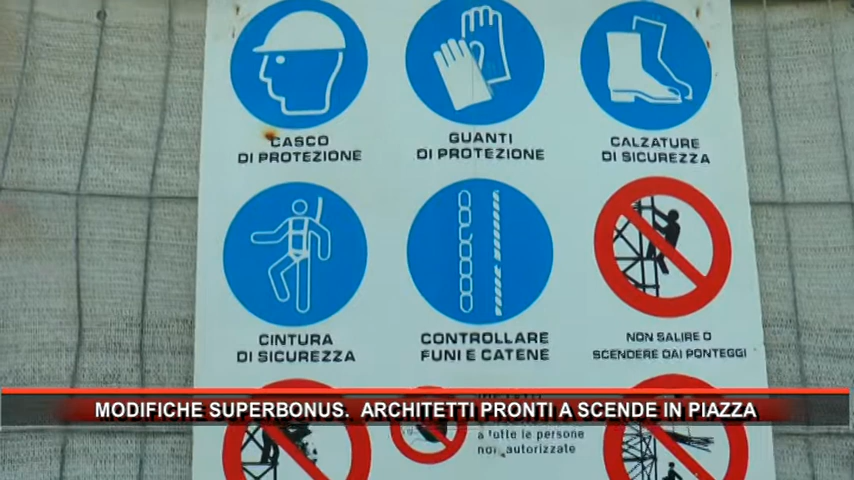 CASCO
DI PROTEZIONE
GUANTI
DI PROTEZIONE
CALZATURE
DI SICUREZZA
CINTURA
DI SICUREZZA
CONTROLLARE
FUNI E CATENE
NON SALIRE O
SCENDERE DAI PONTEGGI
MODIFICHE SUPERBONUS. ARCHITETTI PRONTI A SCENDE IN PIAZZA
a tutte le persone
non autorizzate